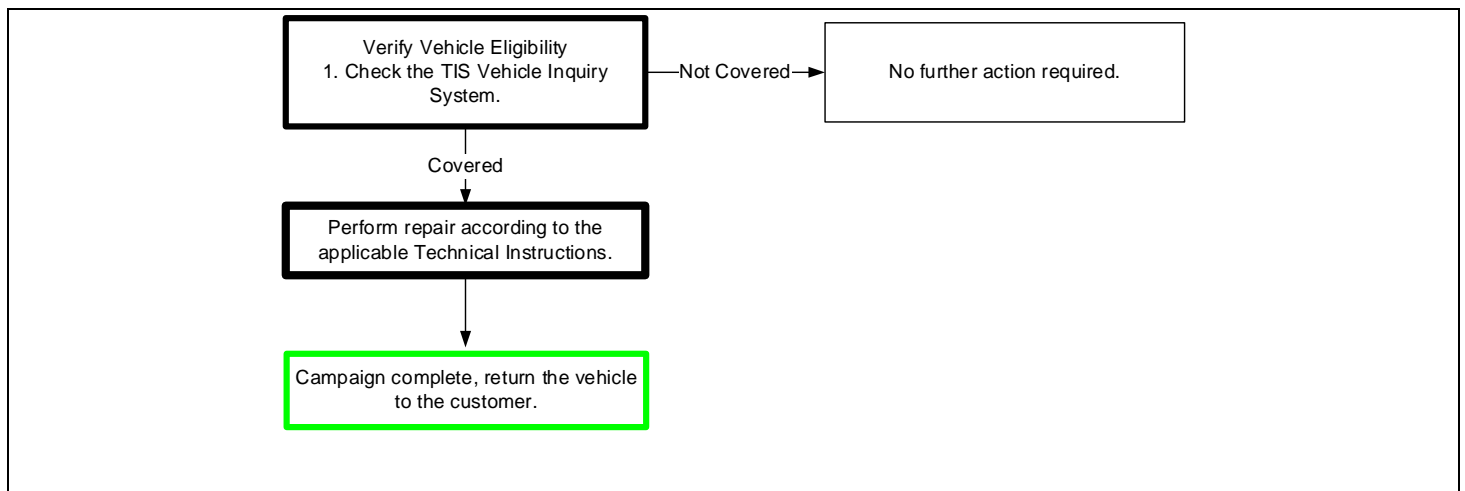 Verify Vehicle Eligibility
1. Check the TIS Vehicle Inquiry
System.
Not Covered
No further action required.
Covered
Perform repair according to the
applicable Technical Instructions.
Campaign complete, return the vehicle
to the customer.